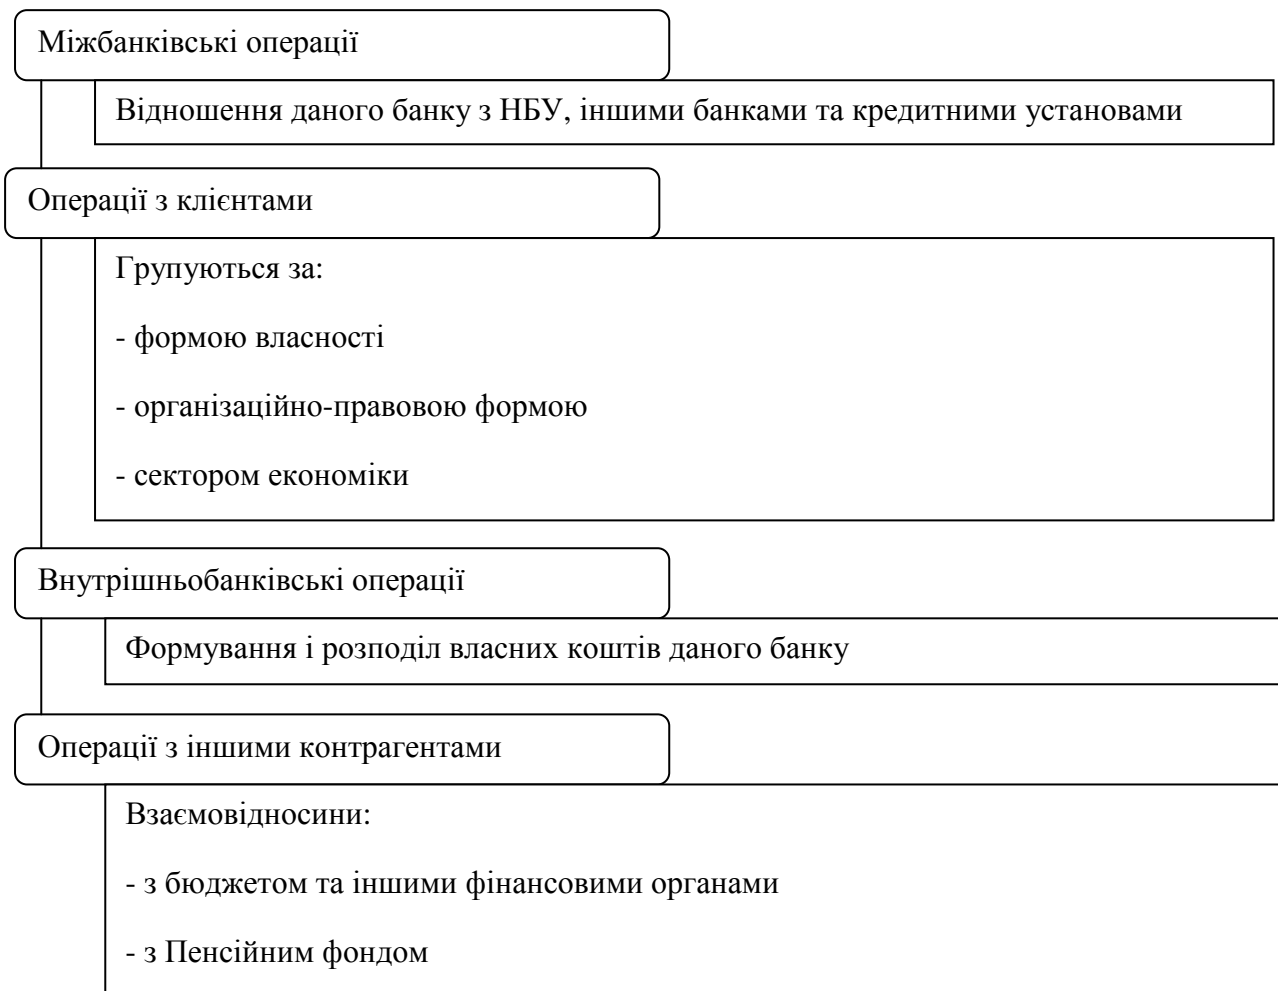 Міжбанківські операції
Відношення даного банку з НБУ, іншими банками та кредитними установами
Операції з клієнтами
Групуються за:
- формою власності
- організаційно-правовою формою
- сектором економіки
Внутрішньобанківські операції
Формування і розподіл власних коштів даного банку
Операції з іншими контрагентами
Взаємовідносини:
- з бюджетом та іншими фінансовими органами
- з Пенсійним фондом